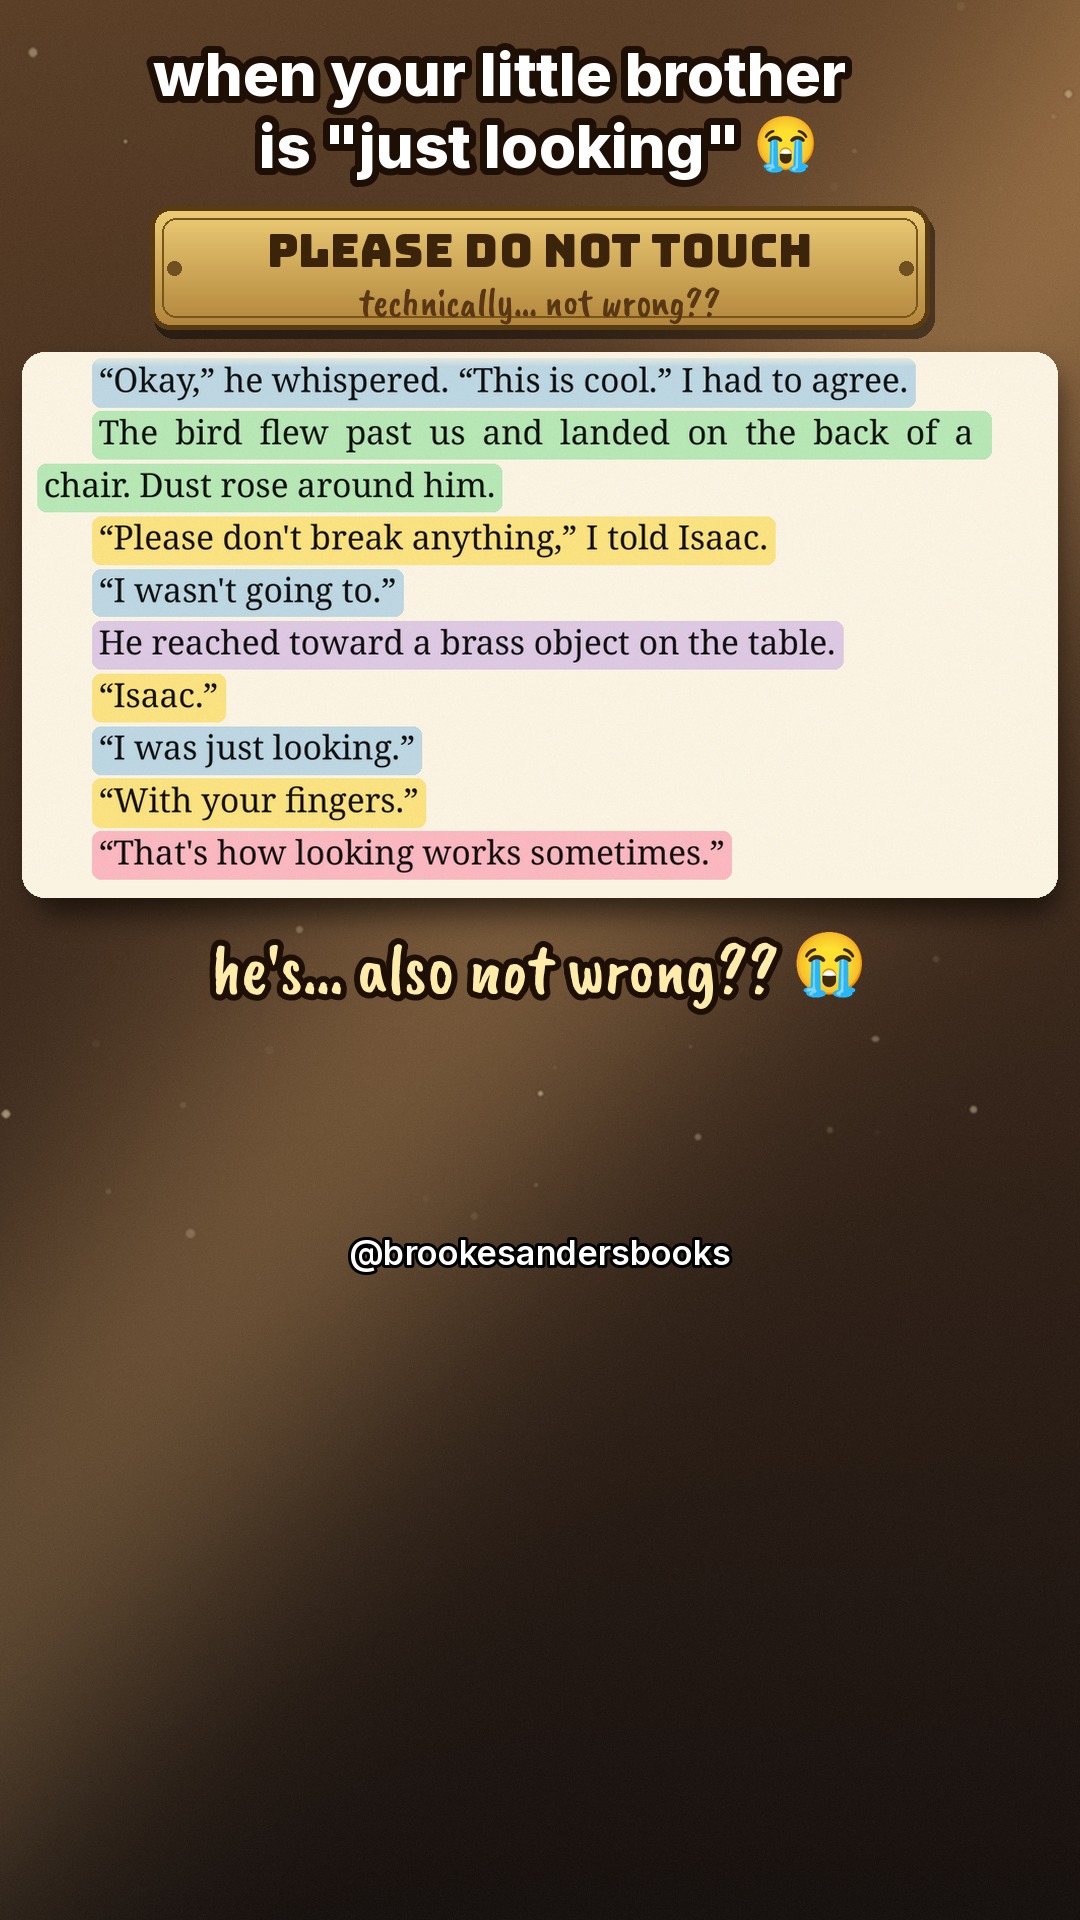 when your little brother
is "just looking" 😭
PLEASE DO NOT TOUCH
technically... not wrong??
“Okay,” he whispered. “This is cool.” I had to agree.
The bird flew past us and landed on the back of a
chair. Dust rose around him.
“Please don't break anything,” I told Isaac.
“I wasn't going to.”
He reached toward a brass object on the table.
“Isaac.”
“I was just looking.”
“With your fingers.”
“That's how looking works sometimes.”
he's... also not wrong?? 😭
@brookesandersbooks